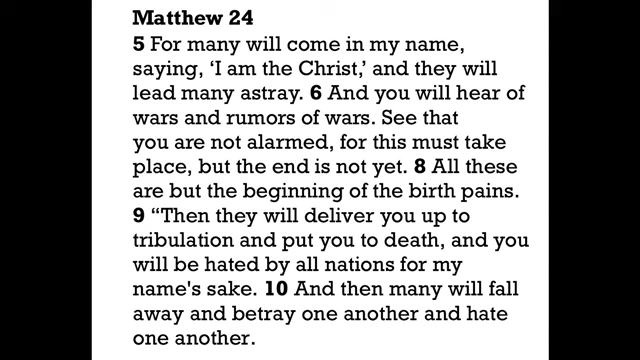 Matthew 24
5 For many will come in my name,
saying, ‘I am the Christ,’ and they will
lead many astray. 6 And you will hear of
wars and rumors of wars. See that
you are not alarmed, for this must take
place, but the end is not yet. 8 All these
are but the beginning of the birth pains.
9 “Then they will deliver you up to
tribulation and put you to death, and you
will be hated by all nations for my
name's sake. 10 And then many will fall
away and betray one another and hate
one another.